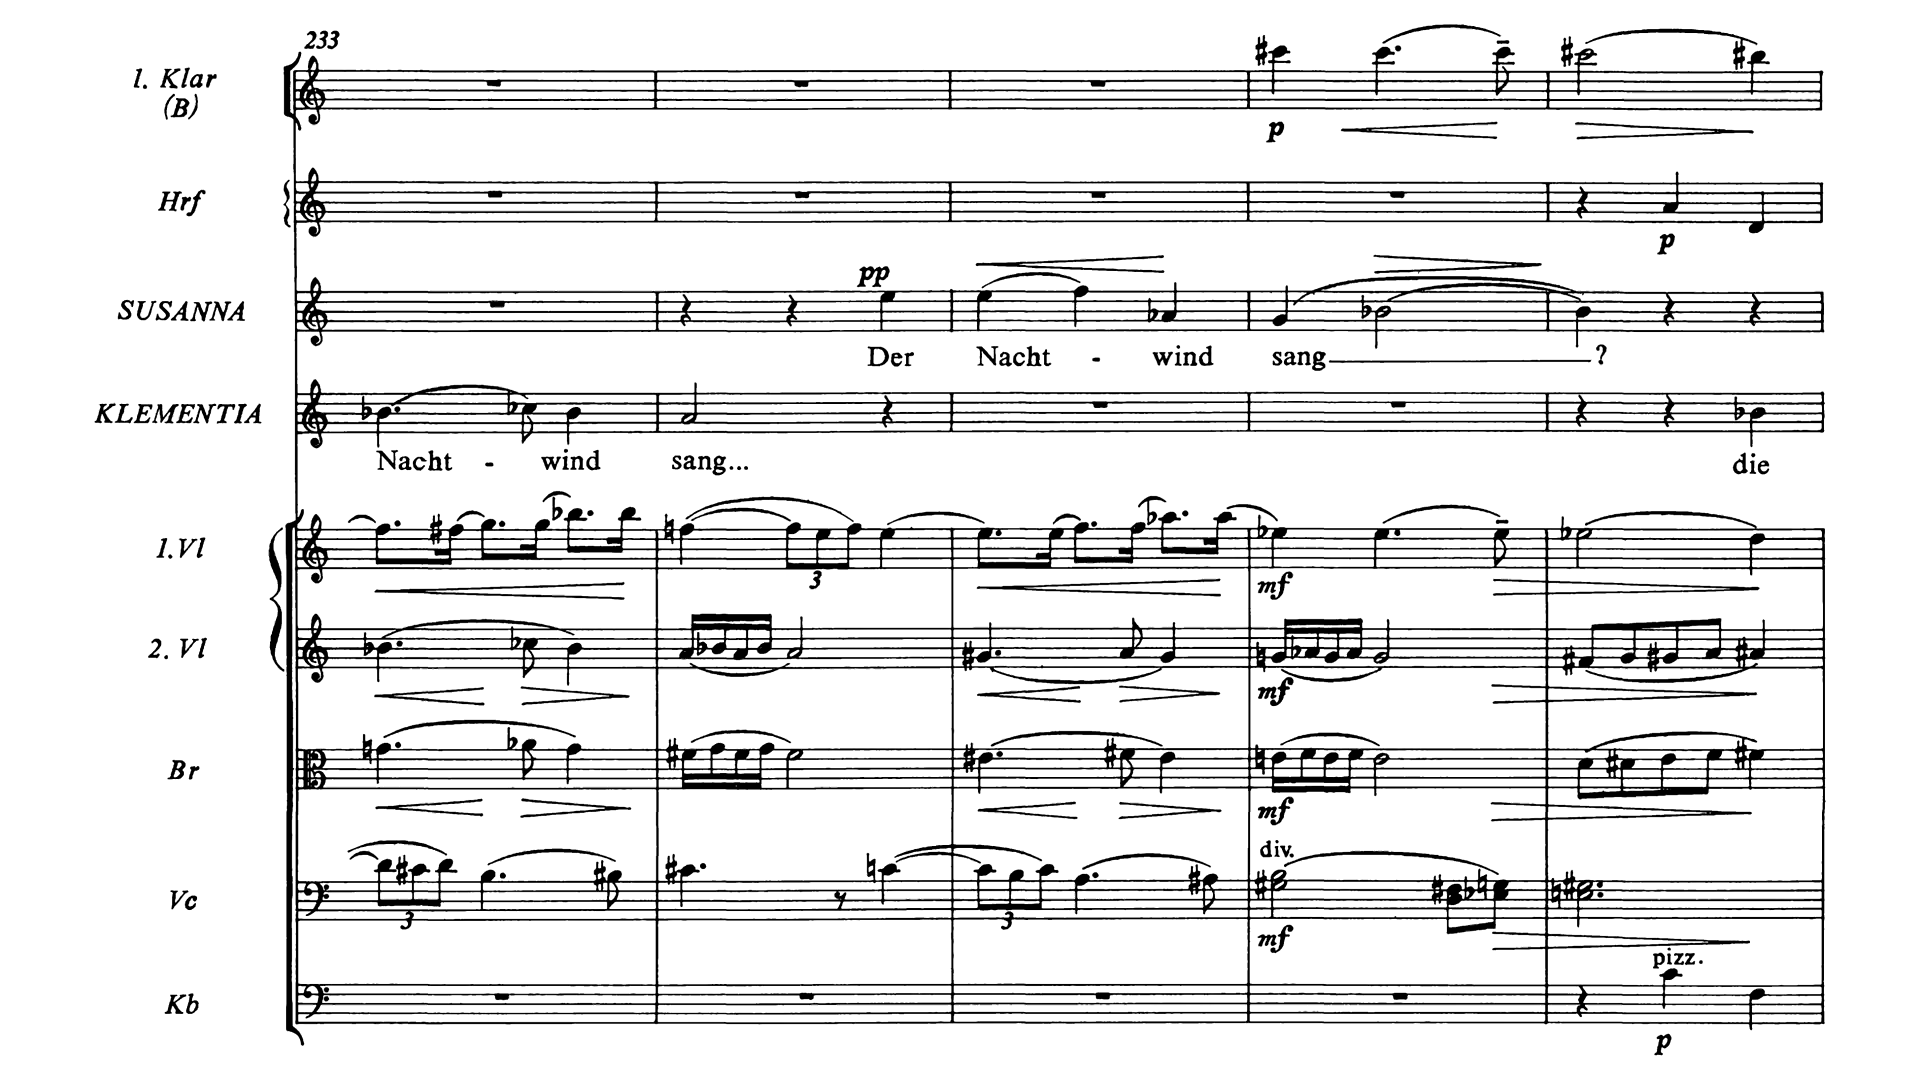 233
1. Klar
(B)
p
Hrf
p
pp
SUSANNA
Der Nacht - wind sang ?
KLEMENTIA
Nacht - wind sang... die
1. Vl
3
mf
2. Vl
mf
Br
mf
div.
Vc
3
3
mf
pizz.
Kb
p